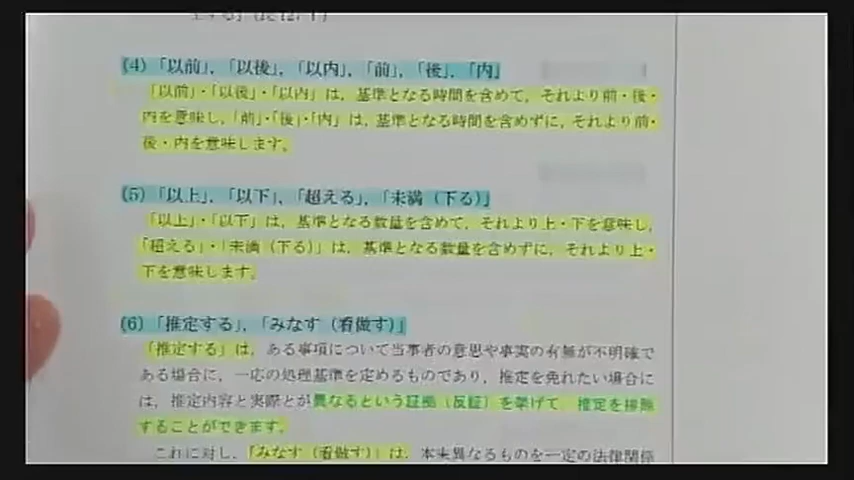 (4)「以前」，「以後」，「以内」，「前」，「後」，「内」
「以前」・「以後」・「以内」は，基準となる時間を含めて，それより前・後・
内を意味し，「前」・「後」・「内」は，基準となる時間を含めずに，それより前・
後・内を意味します。
(5)「以上」，「以下」，「超える」，「未満（下る）」
「以上」・「以下」は，基準となる数量を含めて，それより上・下を意味し，
「超える」・「未満（下る）」は，基準となる数量を含めずに，それより上・
下を意味します。
(6)「推定する」，「みなす（看做す）」
「推定する」は，ある事項について当事者の意思や事実の有無が不明確で
ある場合に，一応の処理基準を定めるものであり，推定を免れたい場合に
は，推定内容と実際とが異なるという証拠（反証）を挙げて，推定を排除
することができます。
これに対し，「みなす（看做す）」は，本来異なるものを一定の法律関係